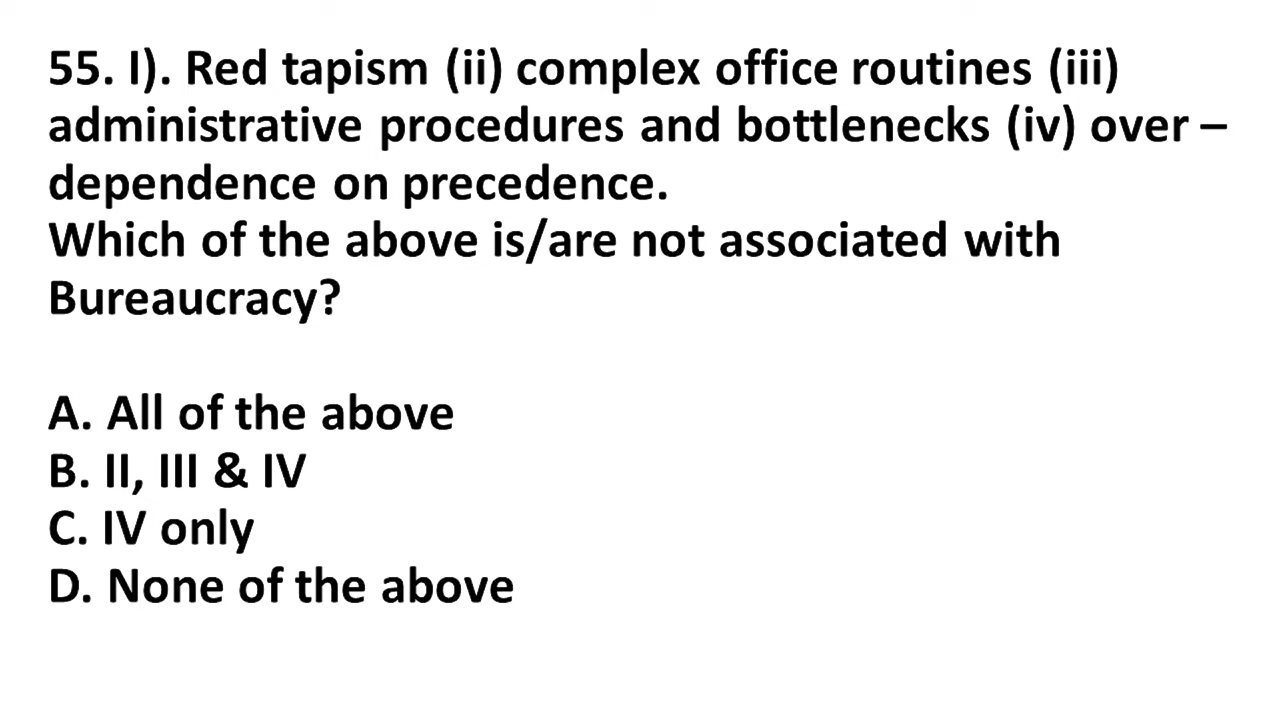 55. I). Red tapism (ii) complex office routines (iii)
administrative procedures and bottlenecks (iv) over –
dependence on precedence.
Which of the above is/are not associated with
Bureaucracy?
A. All of the above
B. II, III & IV
C. IV only
D. None of the above